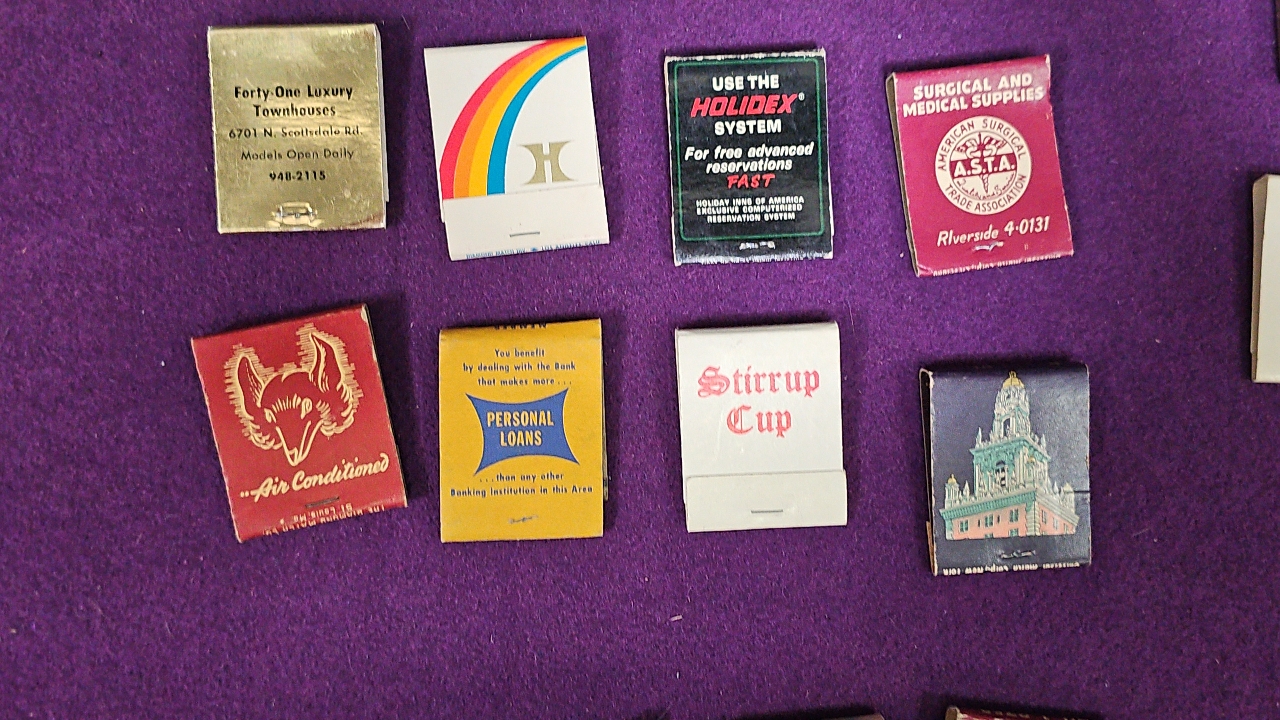 Forty-One Luxury
Townhouses
6701 N. Scottsdale Rd.
Models Open Daily
948-2115
H
USE THE
HOLIDEX®
SYSTEM
For free advanced
reservations
FAST
HOLIDAY INNS OF AMERICA
EXCLUSIVE COMPUTERIZED
RESERVATION SYSTEM
SURGICAL AND
MEDICAL SUPPLIES
AMERICAN SURGICAL
A.S.T.A.
TRADE ASSOCIATION
RIverside 4-0131
...Air Conditioned
You benefit
by dealing with the Bank
that makes more...
PERSONAL
LOANS
...than any other
Banking institution in this Area
Stirrup
Cup